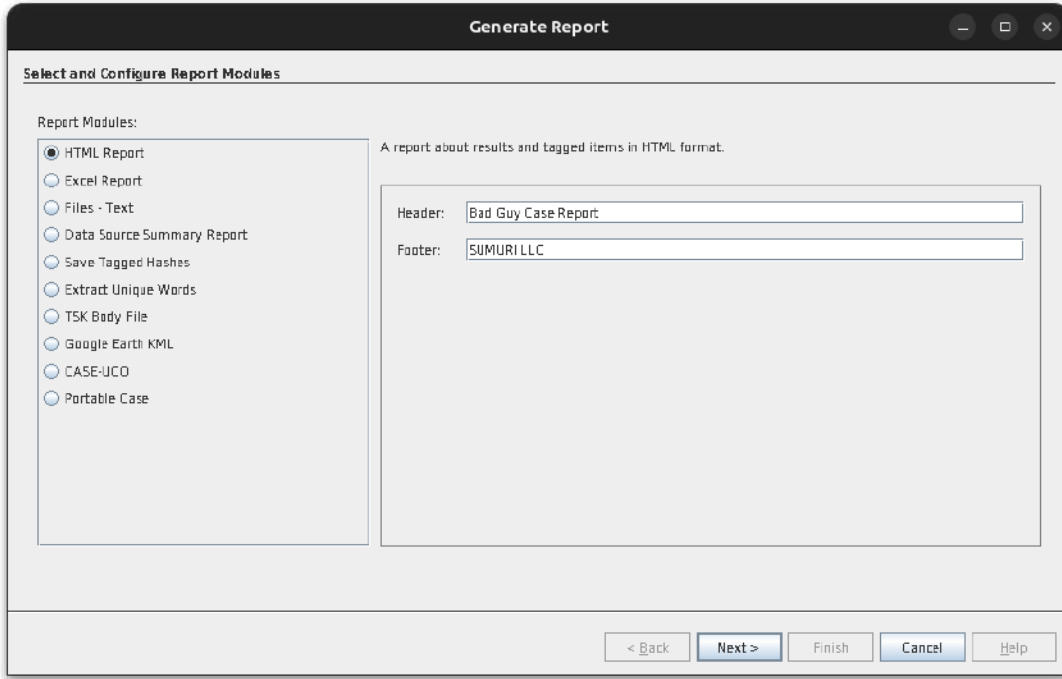 Generate Report
Select and Configure Report Modules
Report Modules:
HTML Report
Excel Report
Files - Text
Data Source Summary Report
Save Tagged Hashes
Extract Unique Words
TSK Body File
Google Earth KML
CASE-UCO
Portable Case
A report about results and tagged items in HTML format.
Header: Bad Guy Case Report
Footer: SUMURI LLC
< Back Next > Finish Cancel Help